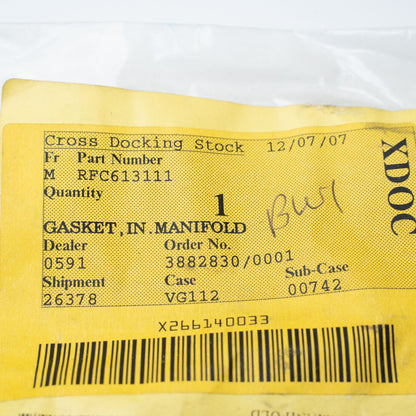 Cross Docking Stock 12/07/07
Fr Part Number
M RFC613111
Quantity
1
GASKET, IN. MANIFOLD
Dealer Order No.
0591 3882830/0001
Shipment Case Sub-Case
26378 VG112 00742
X266140033
XDOC